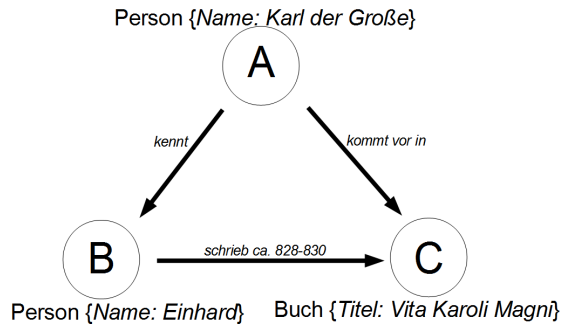 Person {Name: Karl der Große}
A
kennt
kommt vor in
B
schrieb ca. 828-830
C
Person {Name: Einhard}
Buch {Titel: Vita Karoli Magni}